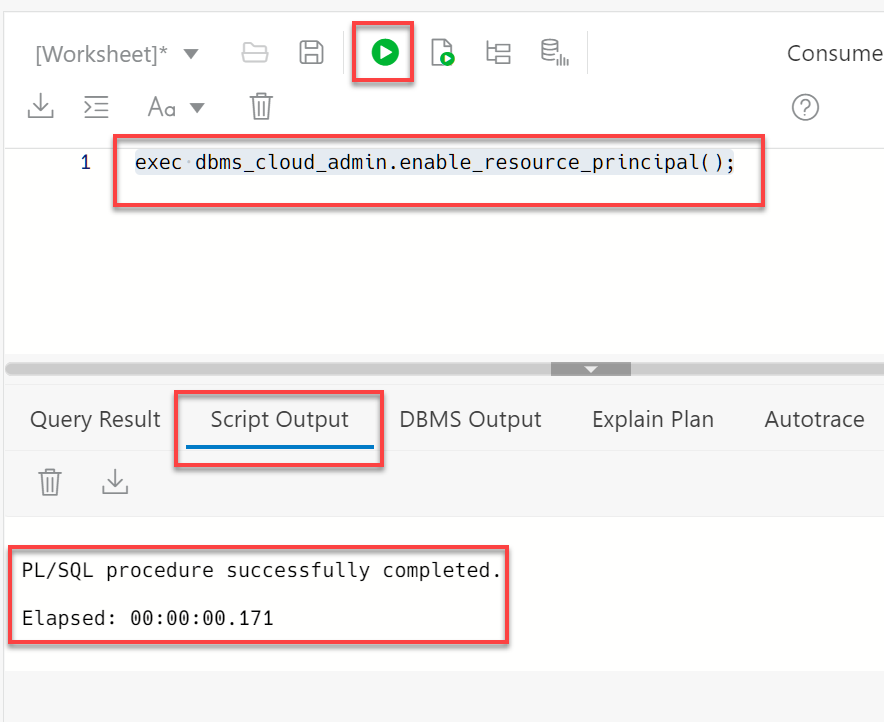 [Worksheet]*
Consume
Aa
1 exec dbms_cloud_admin.enable_resource_principal();
Query Result Script Output DBMS Output Explain Plan Autotrace
PL/SQL procedure successfully completed.
Elapsed: 00:00:00.171